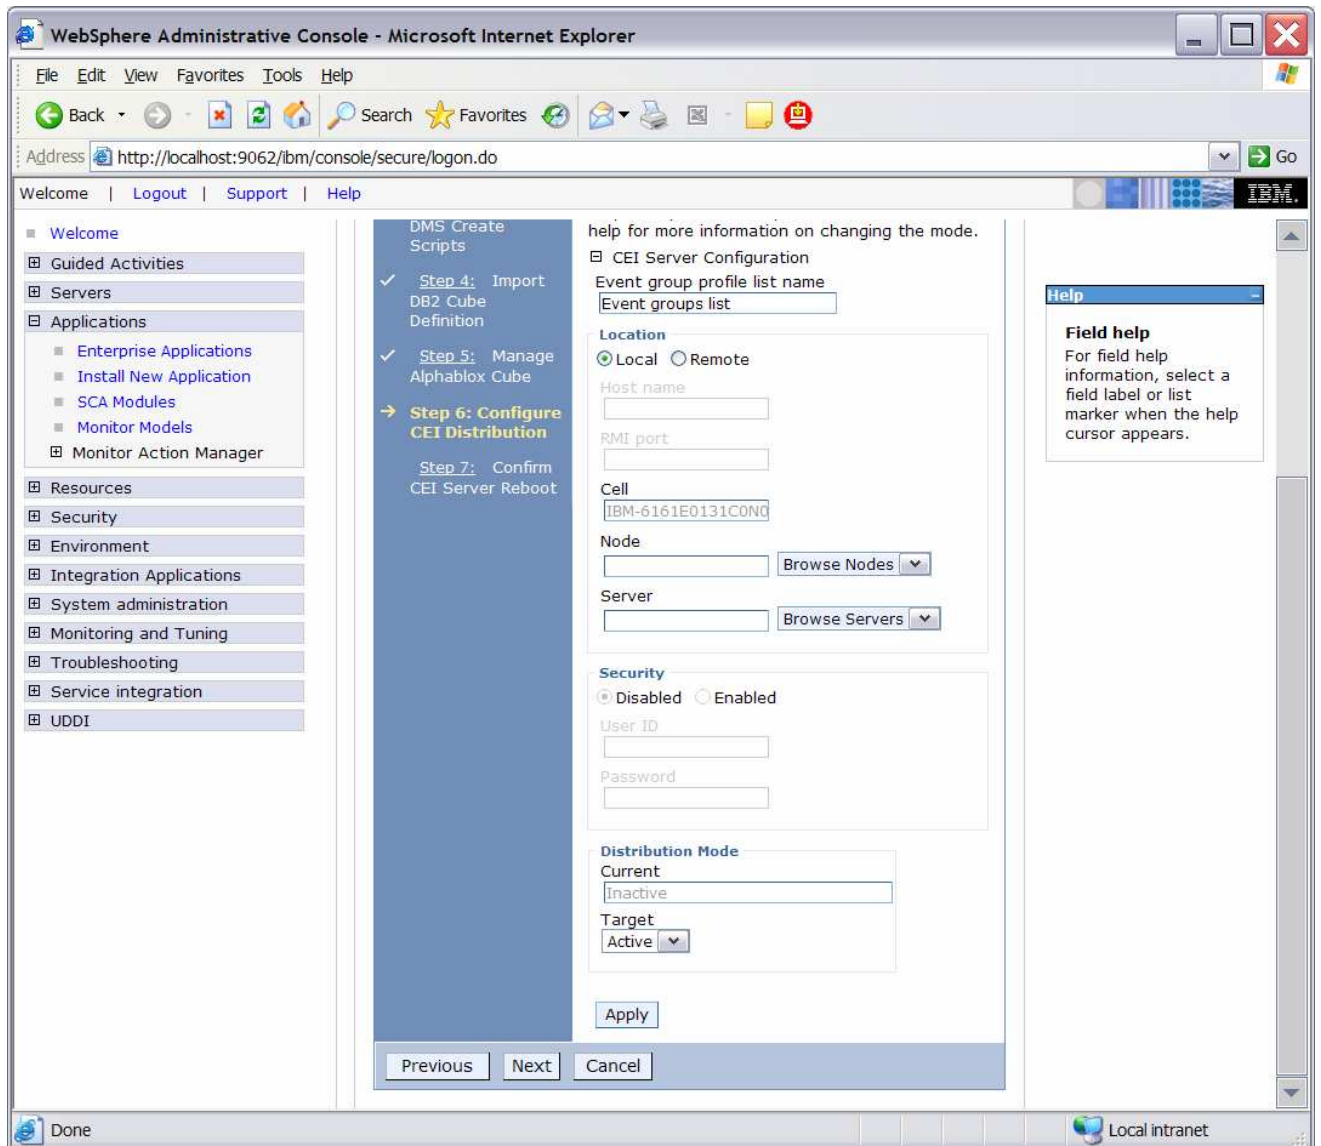 WebSphere Administrative Console - Microsoft Internet Explorer
File Edit View Favorites Tools Help
Back Search Favorites
Address http://localhost:9062/ibm/console/secure/logon.do Go
Welcome | Logout | Support | Help IBM.
Welcome
Guided Activities
Servers
Applications
Enterprise Applications
Install New Application
SCA Modules
Monitor Models
Monitor Action Manager
Resources
Security
Environment
Integration Applications
System administration
Monitoring and Tuning
Troubleshooting
Service integration
UDDI
DMS Create
Scripts
Step 4: Import
DB2 Cube
Definition
Step 5: Manage
Alphablox Cube
Step 6: Configure
CEI Distribution
Step 7: Confirm
CEI Server Reboot
help for more information on changing the mode.
CEI Server Configuration
Event group profile list name
Event groups list
Location
Local Remote
Host name
RMI port
Cell
IBM-6161E0131C0N0
Node
Browse Nodes
Server
Browse Servers
Security
Disabled Enabled
User ID
Password
Distribution Mode
Current
Inactive
Target
Active
Apply
Previous Next Cancel
Help
Field help
For field help
information, select a
field label or list
marker when the help
cursor appears.
Done Local intranet